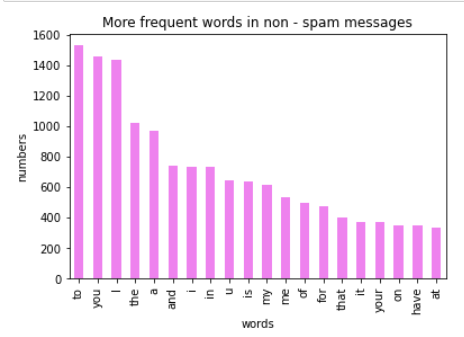 More frequent words in non - spam messages
1600
1400
1200
1000
800
600
400
200
0
numbers
to
you
I
the
a
and
i
in
u
is
my
me
of
for
that
it
your
on
have
at
words